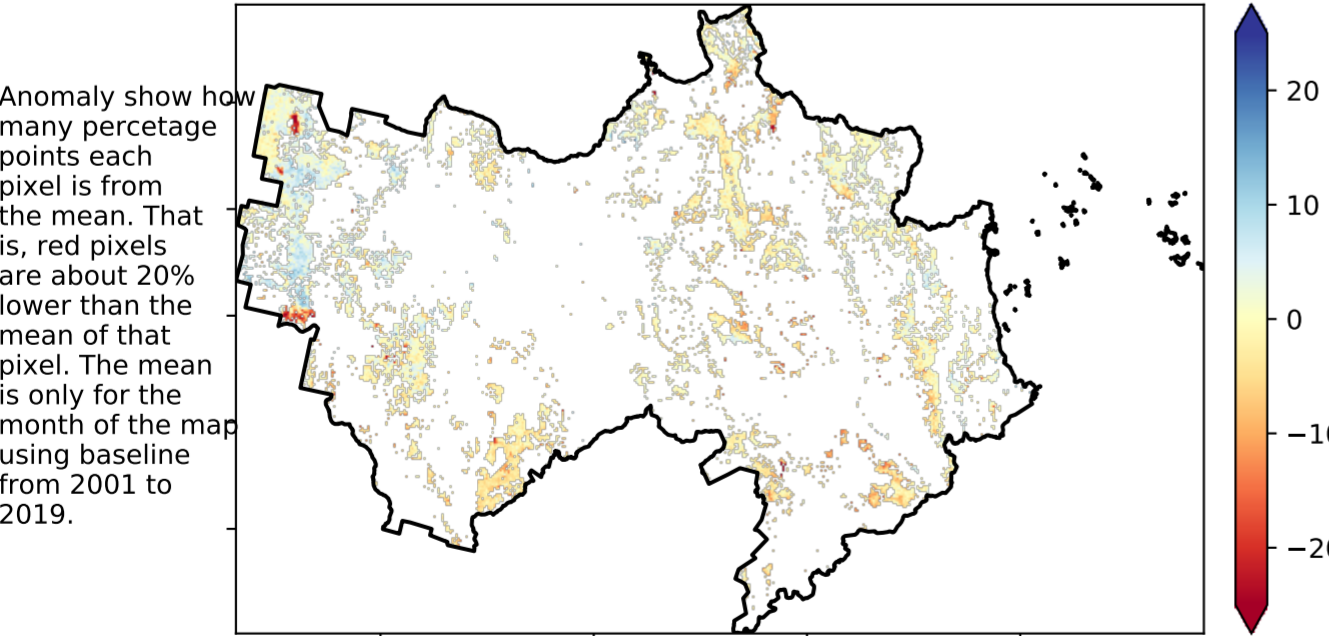 Anomaly show how
many percetage
points each
pixel is from
the mean. That
is, red pixels
are about 20%
lower than the
mean of that
pixel. The mean
is only for the
month of the map
using baseline
from 2001 to
2019.
20
10
0
−10
−20